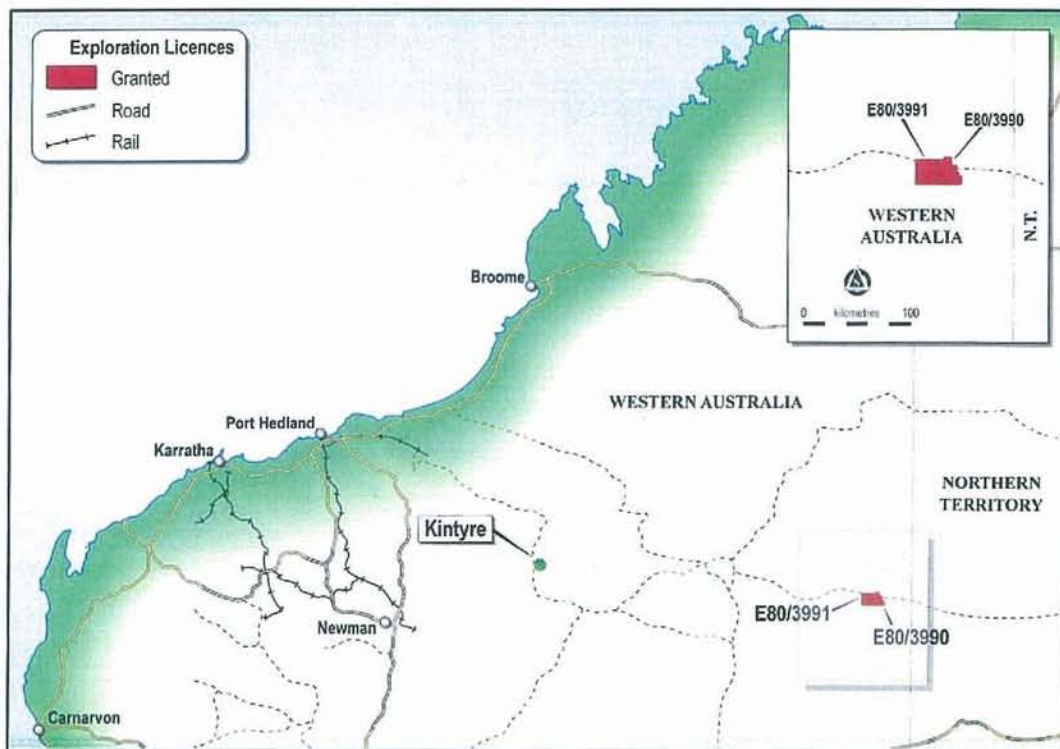 Exploration Licences
Granted
Road
Rail
E80/3991
E80/3990
WESTERN
AUSTRALIA
N.T.
0 kilometres 100
Broome
WESTERN AUSTRALIA
Port Hedland
Karratha
NORTHERN
TERRITORY
Kintyre
E80/3991
E80/3990
Newman
Carnarvon